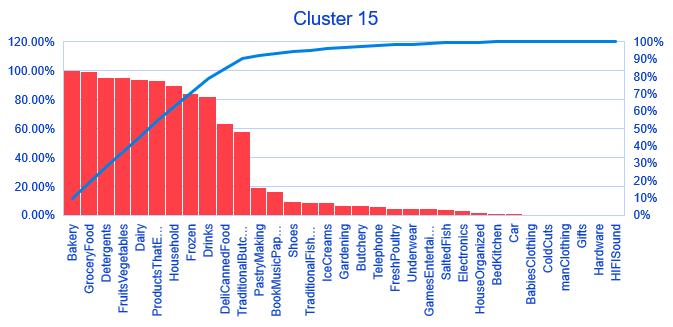 Cluster 15
120.00%
100.00%
80.00%
60.00%
40.00%
20.00%
0.00%
100%
90%
80%
70%
60%
50%
40%
30%
20%
10%
0%
Bakery
GroceryFood
Detergents
FruitsVegetables
Dairy
ProductsThatE…
Household
Frozen
Drinks
DeliCannedFood
TraditionalButc…
PastryMaking
BookMusicPap…
Shoes
TraditionalFish…
IceCreams
Gardening
Butchery
Telephone
FreshPoultry
Underwear
GamesEntertai…
SaltedFish
Electronics
HouseOrganized
BedKitchen
Car
BabiesClothing
ColdCuts
manClothing
Gifts
Hardware
HIFISound